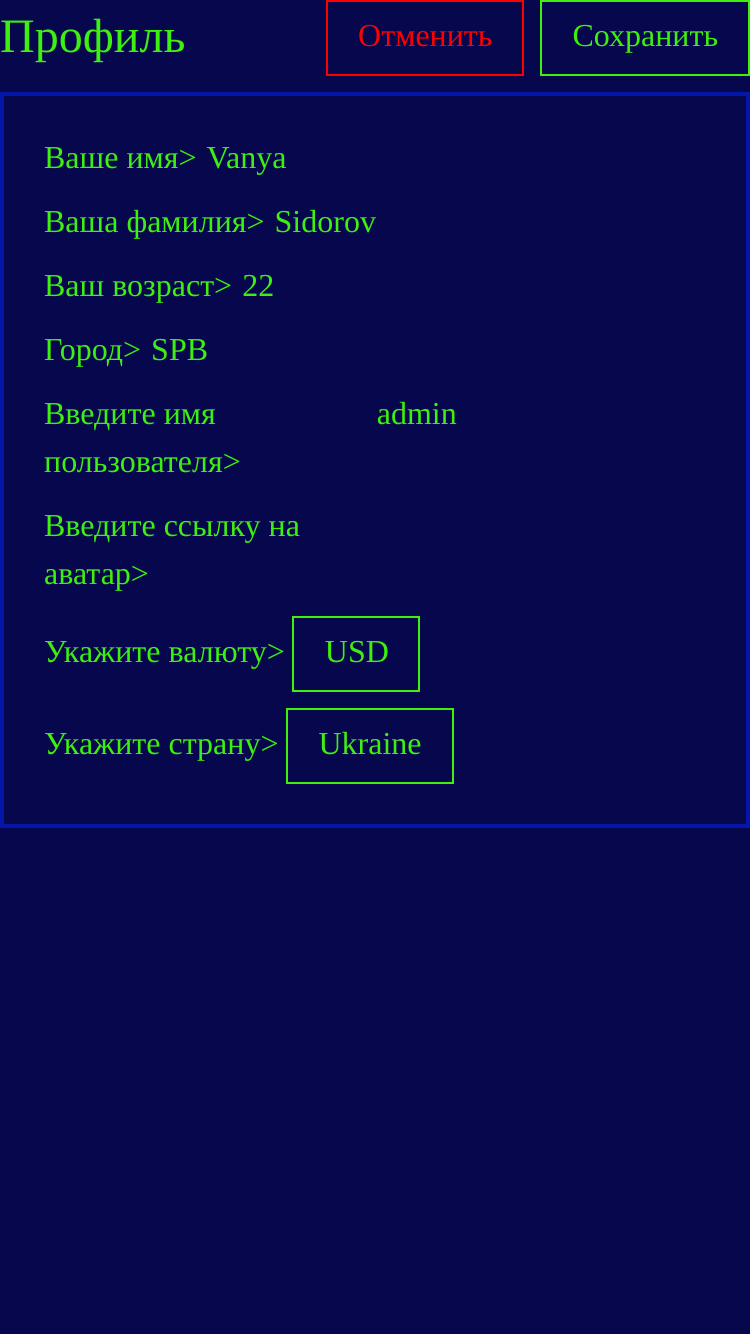 Профиль Отменить Сохранить
Ваше имя> Vanya
Ваша фамилия> Sidorov
Ваш возраст> 22
Город> SPB
Введите имя admin
пользователя>
Введите ссылку на
аватар>
Укажите валюту> USD
Укажите страну> Ukraine